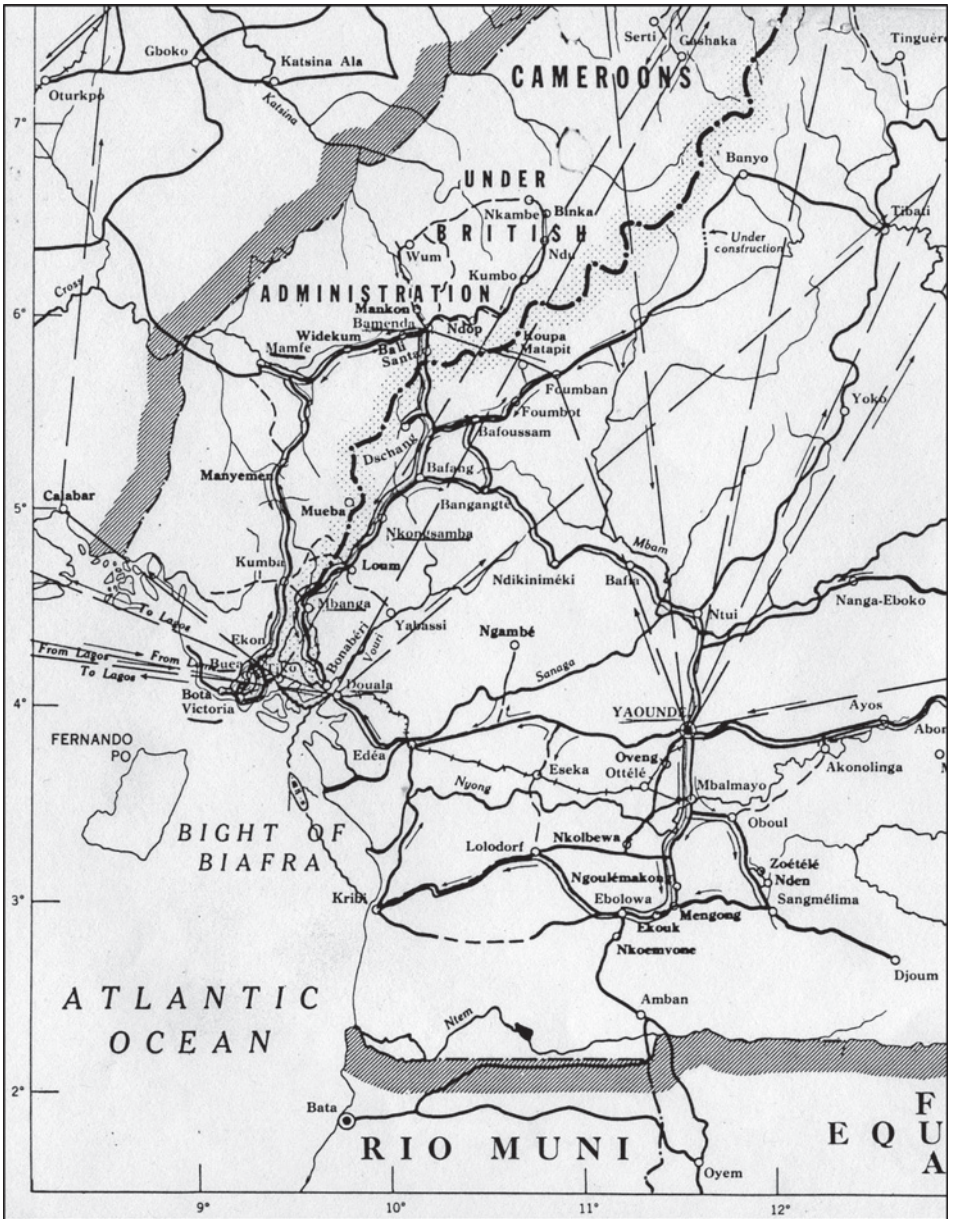 Serti
Gashaka
Tinguére
Gboko
Katsina Ala
CAMEROONS
Oturkpo
Katsina
7°
Banyo
UNDER
Nkambe
Binka
Tibati
BRITISH
Wum
Ndu
Under
construction
Kumbo
Cross
ADMINISTRATION
6°
Mankon
Bamenda
Ndop
Widekum
Koupa
Matapit
Mamfe
Bali
Santa
Foumban
Yoko
Foumbot
Bafoussam
Dschang
Manyemen
Bafang
Calabar
Bangangté
5°
Mueba
Nkongsamba
Mbam
Kumba
Loum
Ndikiniméki
Bafia
Nanga-Eboko
Mbanga
To Lagos
Yabassi
Ntui
Ekon
Bonabéri
Vouri
Ngambé
From Lagos
From
Buea
Tiko
Sanaga
To Lagos
Bota
Victoria
Douala
4°
YAOUNDE
Ayos
FERNANDO
PO
Edéa
Oveng
Abon
Eseka
Ottélé
Akonolinga
M
Nyong
Mbalmayo
BIGHT OF
BIAFRA
Oboul
Lolodorf
Nkolbewa
Zoétélé
Ngoulémakong
Nden
Kribi
Ebolowa
Sangmélima
3°
Mengong
Ekouk
Nkoemvone
Djoum
ATLANTIC
OCEAN
Amban
Ntem
2°
Bata
F
RIO MUNI
EQU
U
A
Oyem
9°
10°
11°
12°